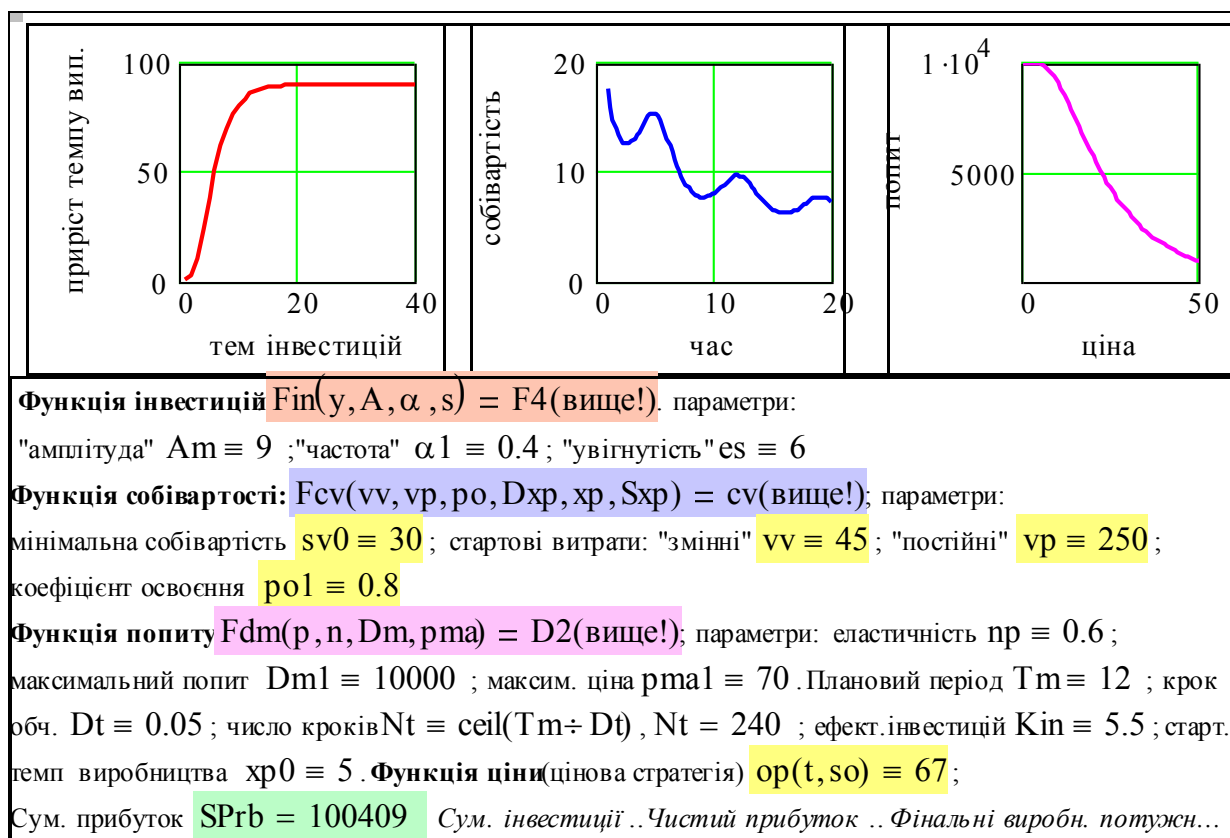 приріст темпу вип.
100
50
0
0 20 40
тем інвестицій
собівартість
20
10
0
0 10 20
час
попит
1·10⁴
5000
0 50
ціна
Функція інвестицій Fin(y,A,α,s) = F4(вище!). параметри:
"амплітуда" Am ≡ 9 ;"частота" α1 ≡ 0.4 ; "увігнутість" es ≡ 6
Функція собівартості: Fcv(vv,vp,po,Dxp,xp,Sxp) = cv(вище!); параметри:
мінімальна собівартість sv0 ≡ 30 ; стартові витрати: "змінні" vv ≡ 45 ; "постійні" vp ≡ 250 ;
коефіцієнт освоєння po1 ≡ 0.8
Функція попиту Fdm(p,n,Dm,pma) = D2(вище!); параметри: еластичність np ≡ 0.6 ;
максимальний попит Dm1 ≡ 10000 ; максим. ціна pma1 ≡ 70 . Плановий період Tm ≡ 12 ; крок
обч. Dt ≡ 0.05 ; число кроків Nt ≡ ceil(Tm÷Dt) , Nt = 240 ; ефект.інвестицій Kin ≡ 5.5 ; старт.
темп виробництва xp0 ≡ 5 . Функція ціни(цінова стратегія) op(t,so) ≡ 67 ;
Сум. прибуток SPrb = 100409 Сум. інвестиції .. Чистий прибуток .. Фінальні виробн. потужн...